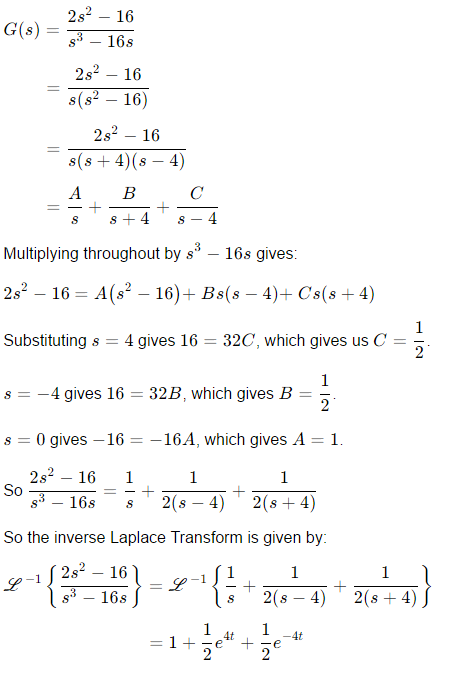 G(s) = \frac{2s^2 - 16}{s^3 - 16s}
= \frac{2s^2 - 16}{s(s^2 - 16)}
= \frac{2s^2 - 16}{s(s + 4)(s - 4)}
= \frac{A}{s} + \frac{B}{s + 4} + \frac{C}{s - 4}
Multiplying throughout by s^3 - 16s gives:
2s^2 - 16 = A(s^2 - 16) + Bs(s - 4) + Cs(s + 4)
Substituting s = 4 gives 16 = 32C, which gives us C = \frac{1}{2}.
s = -4 gives 16 = 32B, which gives B = \frac{1}{2}.
s = 0 gives -16 = -16A, which gives A = 1.
So \frac{2s^2 - 16}{s^3 - 16s} = \frac{1}{s} + \frac{1}{2(s - 4)} + \frac{1}{2(s + 4)}
So the inverse Laplace Transform is given by:
\mathscr{L}^{-1}\left\{\frac{2s^2 - 16}{s^3 - 16s}\right\} = \mathscr{L}^{-1}\left\{\frac{1}{s} + \frac{1}{2(s - 4)} + \frac{1}{2(s + 4)}\right\}
= 1 + \frac{1}{2}e^{4t} + \frac{1}{2}e^{-4t}